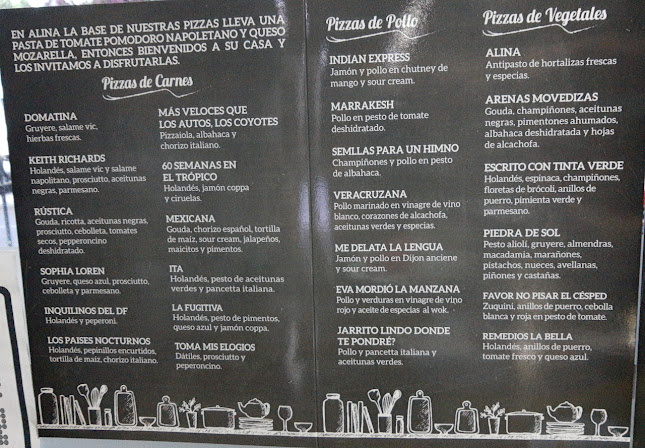 EN ALINA LA BASE DE NUESTRAS PIZZAS LLEVA UNA
PASTA DE TOMATE POMODORO NAPOLETANO Y QUESO
MOZARELLA, ENTONCES BIENVENIDOS A SU CASA Y
LOS INVITAMOS A DISFRUTARLAS.
Pizzas de Carnes
DOMATINA
Gruyere, salame vic,
hierbas frescas.
KEITH RICHARDS
Holandés, salame vic y salame
napolitano, prosciutto, aceitunas
negras, parmesano.
RÚSTICA
Gouda, ricotta, aceitunas negras,
prosciutto, cebolleta, tomates
secos, pepperoncino
deshidratado.
SOPHIA LOREN
Gruyere, queso azul, prosciutto,
cebolleta y parmesano.
INQUILINOS DEL DF
Holandés y peperoni.
LOS PAISES NOCTURNOS
Holandés, pepinillos encurtidos,
tortilla de maíz, chorizo italiano.
MÁS VELOCES QUE
LOS AUTOS, LOS COYOTES
Pizzaiola, albahaca y
chorizo italiano.
60 SEMANAS EN
EL TRÓPICO
Holandés, jamón coppa
y ciruelas.
MEXICANA
Gouda, chorizo español, tortilla
de maíz, sour cream, jalapeños,
maicitos y pimentos.
ITA
Holandés, pesto de aceitunas
verdes y pancetta italiana.
LA FUGITIVA
Holandés, pesto de pimentos,
queso azul y jamón coppa.
TOMA MIS ELOGIOS
Dátiles, prosciutto y
peperoncino.
Pizzas de Pollo
INDIAN EXPRESS
Jamón y pollo en chutney de
mango y sour cream.
MARRAKESH
Pollo en pesto de tomate
deshidratado.
SEMLLAS PARA UN HIMNO
Champiñones y pollo en pesto
de albahaca.
VERACRUZANA
Pollo marinado en vinagre de vino
blanco, corazones de alcachofa,
aceitunas verdes y especias.
ME DELATA LA LENGUA
Jamón y pollo en Dijon anciene
y sour cream.
EVA MORDIÓ LA MANZANA
Pollo y verduras en vinagre de vino
rojo y aceite de especias al wok.
JARRITO LINDO DONDE
TE PONDRÉ?
Pollo y pancetta italiana y
aceitunas verdes.
Pizzas de Vegetales
ALINA
Antipasto de hortalizas frescas
y especias.
ARENAS MOVEDIZAS
Gouda, champiñones, aceitunas
negras, pimentones ahumados,
albahaca deshidratada y hojas
de alcachofa.
ESCRITO CON TINTA VERDE
Holandés, espinaca, champiñones,
floretas de brócoli, anillos de
puerro, pimienta verde y
parmesano.
PIEDRA DE SOL
Pesto aliolí, gruyere, almendras,
macadamia, marañones,
pistachos, nueces, avellanas,
piñones y castañas.
FAVOR NO PISAR EL CÉSPED
Zuquini, anillos de puerro, cebolla
blanca y roja en pesto de tomate.
REMEDIOS LA BELLA
Holandés, anillos de puerro,
tomate fresco y queso azul.